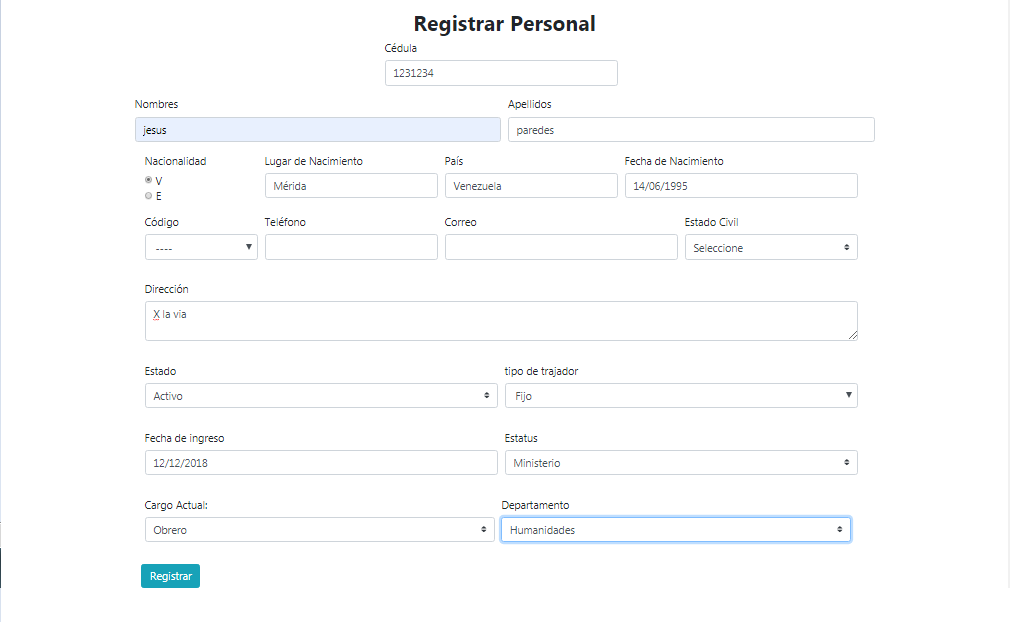 Registrar Personal
Cédula
1231234
Nombres Apellidos
jesus paredes
Nacionalidad Lugar de Nacimiento País Fecha de Nacimiento
V
Mérida Venezuela 14/06/1995
E
Código Teléfono Correo Estado Civil
---- Seleccione
Dirección
X la via
Estado tipo de trajador
Activo Fijo
Fecha de ingreso Estatus
12/12/2018 Ministerio
Cargo Actual: Departamento
Obrero Humanidades
Registrar